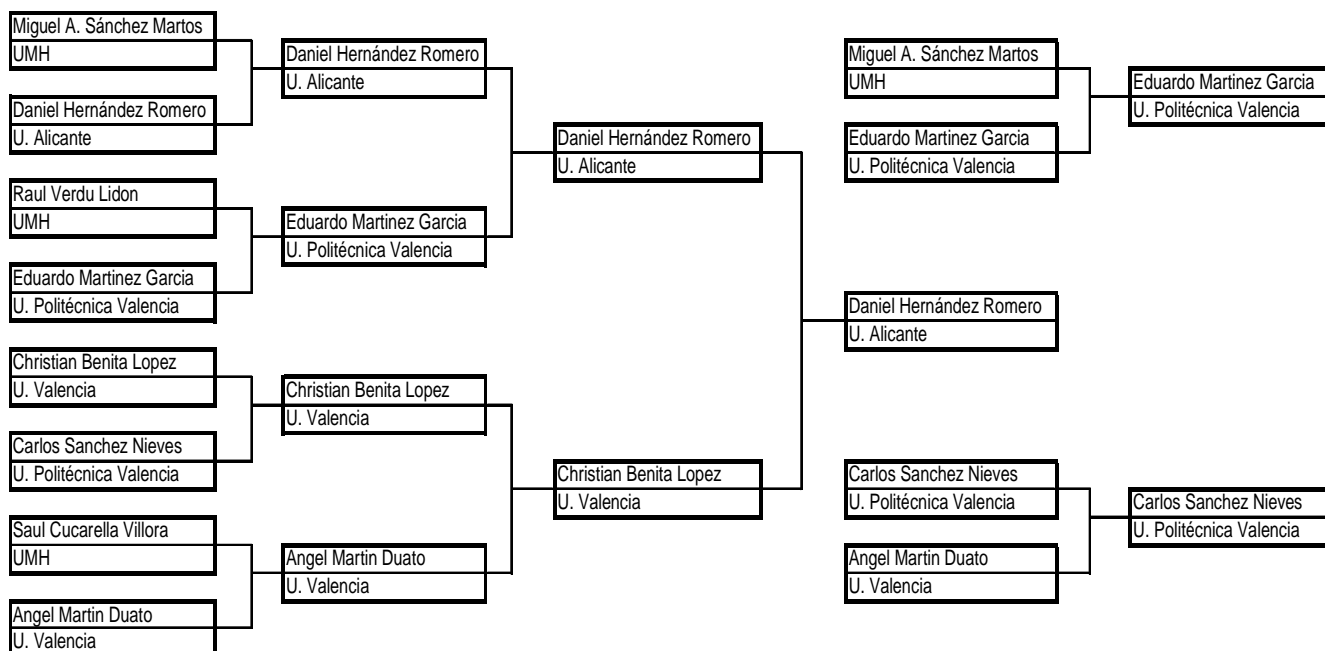 Miguel A. Sánchez Martos
UMH
Daniel Hernández Romero
U. Alicante
Raul Verdu Lidon
UMH
Eduardo Martinez Garcia
U. Politécnica Valencia
Christian Benita Lopez
U. Valencia
Carlos Sanchez Nieves
U. Politécnica Valencia
Saul Cucarella Villora
UMH
Angel Martin Duato
U. Valencia
Daniel Hernández Romero
U. Alicante
Eduardo Martinez Garcia
U. Politécnica Valencia
Christian Benita Lopez
U. Valencia
Angel Martin Duato
U. Valencia
Daniel Hernández Romero
U. Alicante
Christian Benita Lopez
U. Valencia
Daniel Hernández Romero
U. Alicante
Miguel A. Sánchez Martos
UMH
Eduardo Martinez Garcia
U. Politécnica Valencia
Eduardo Martinez Garcia
U. Politécnica Valencia
Carlos Sanchez Nieves
U. Politécnica Valencia
Angel Martin Duato
U. Valencia
Carlos Sanchez Nieves
U. Politécnica Valencia